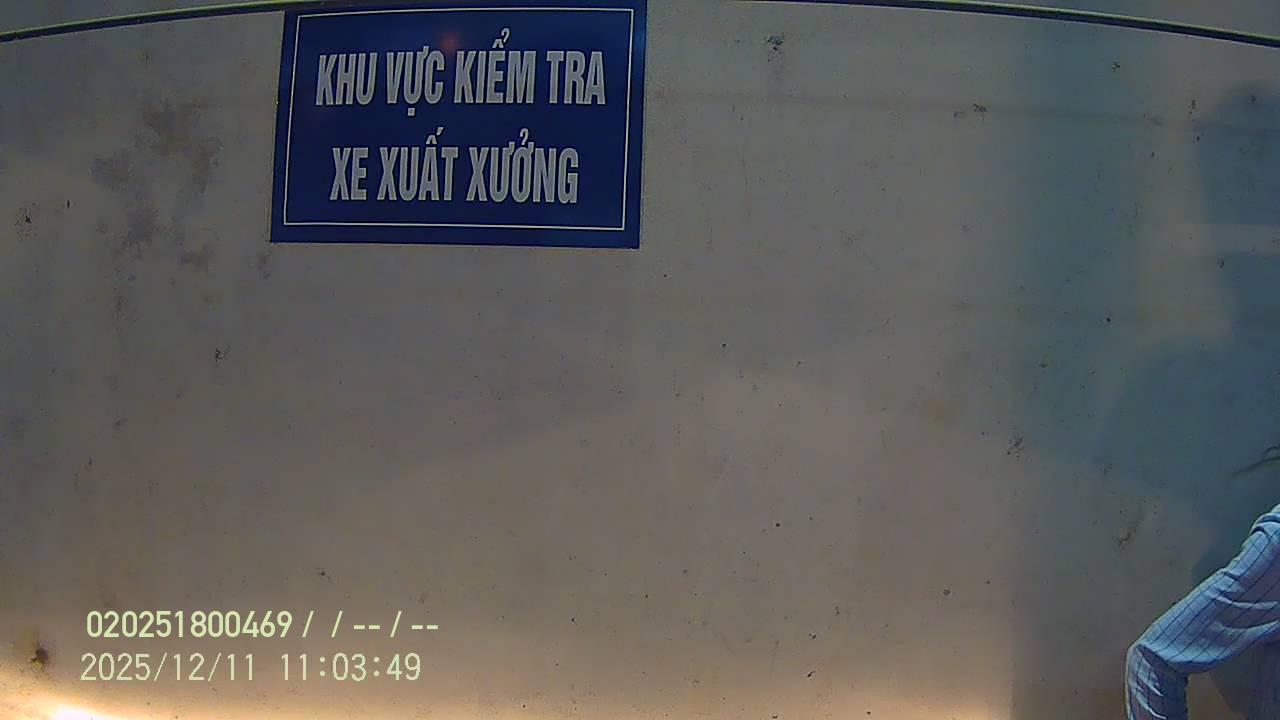 KHU VỰC KIỂM TRA
XE XUẤT XƯỞNG
020251800469 /  / -- / --
2025/12/11 11:03:49